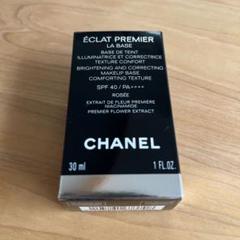 ÉCLAT PREMIER
LA BASE
BASE DE TEINT
ILLUMINATRICE ET CORRECTRICE
TEXTURE CONFORT
BRIGHTENING AND CORRECTING
MAKEUP BASE
COMFORTING TEXTURE
SPF 40 / PA++++
ROSÉE
EXTRAIT DE FLEUR PREMIÈRE
NIACINAMIDE
PREMIER FLOWER EXTRACT
CHANEL
30 ml 1 FL.OZ.